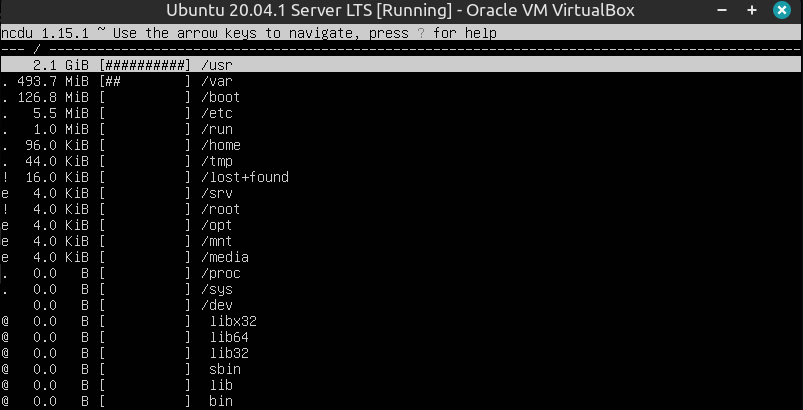 Ubuntu 20.04.1 Server LTS [Running] - Oracle VM VirtualBox
ncdu 1.15.1 ~ Use the arrow keys to navigate, press ? for help
--- / ---------------------------------------------------------------------------------------------
    2.1 GiB [##########] /usr
. 493.7 MiB [##        ] /var
. 126.8 MiB [          ] /boot
.   5.5 MiB [          ] /etc
.   1.0 MiB [          ] /run
.  96.0 KiB [          ] /home
.  44.0 KiB [          ] /tmp
!  16.0 KiB [          ] /lost+found
e   4.0 KiB [          ] /srv
!   4.0 KiB [          ] /root
e   4.0 KiB [          ] /opt
e   4.0 KiB [          ] /mnt
e   4.0 KiB [          ] /media
.   0.0   B [          ] /proc
.   0.0   B [          ] /sys
    0.0   B [          ] /dev
@   0.0   B [          ]  libx32
@   0.0   B [          ]  lib64
@   0.0   B [          ]  lib32
@   0.0   B [          ]  sbin
@   0.0   B [          ]  lib
@   0.0   B [          ]  bin